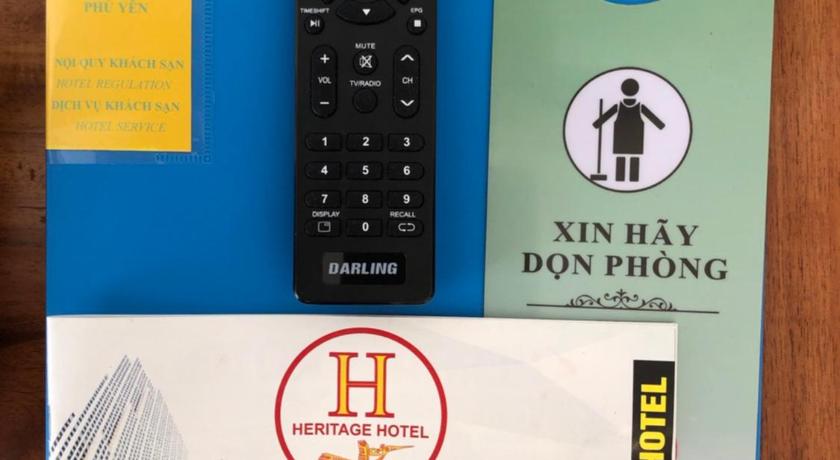 PHÚ YÊN
NỘI QUY KHÁCH SẠN
HOTEL REGULATION
DỊCH VỤ KHÁCH SẠN
HOTEL SERVICE
TIMESHIFT
EPG
MUTE
+
VOL
-
TV/RADIO
CH
1 2 3
4 5 6
7 8 9
DISPLAY
0
RECALL
DARLING
XIN HÃY
DỌN PHÒNG
H
HERITAGE HOTEL
HOTEL